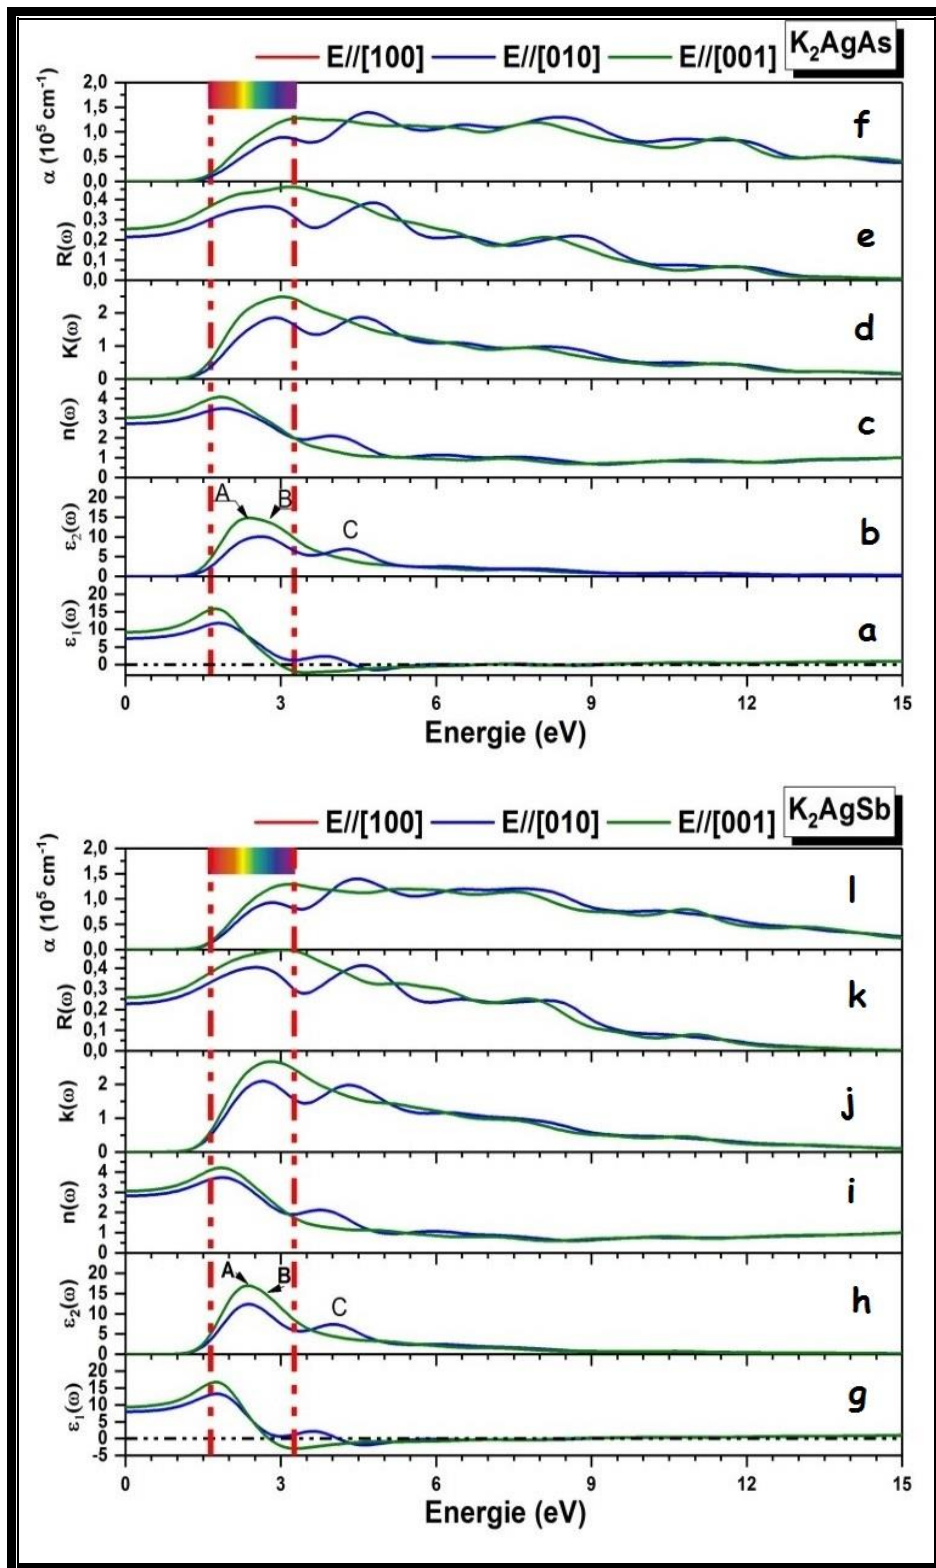 K₂AgAs
E//[100] E//[010] E//[001]
α (10⁵ cm⁻¹)
2,0
1,5
1,0
0,5
0,0
f
R(ω)
0,4
0,3
0,2
0,1
0,0
e
K(ω)
2
1
0
d
n(ω)
4
3
2
1
0
c
ε₂(ω)
20
15
10
5
0
A B C
b
ε₁(ω)
20
15
10
5
0
a
0 3 6 9 12 15
Energie (eV)
K₂AgSb
E//[100] E//[010] E//[001]
α (10⁵ cm⁻¹)
2,0
1,5
1,0
0,5
0,0
l
R(ω)
0,4
0,3
0,2
0,1
0,0
k
k(ω)
2
1
0
j
n(ω)
4
3
2
1
0
i
ε₂(ω)
20
15
10
5
0
A B C
h
ε₁(ω)
20
15
10
5
0
-5
g
0 3 6 9 12 15
Energie (eV)